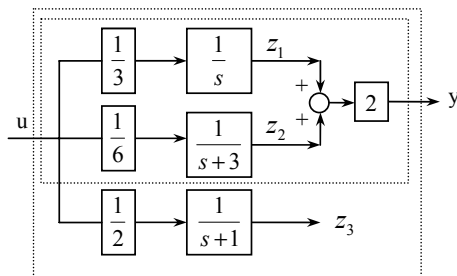 1/3 1/s z₁
+
u 1/6 1/(s+3) z₂ + 2 y
1/2 1/(s+1) z₃